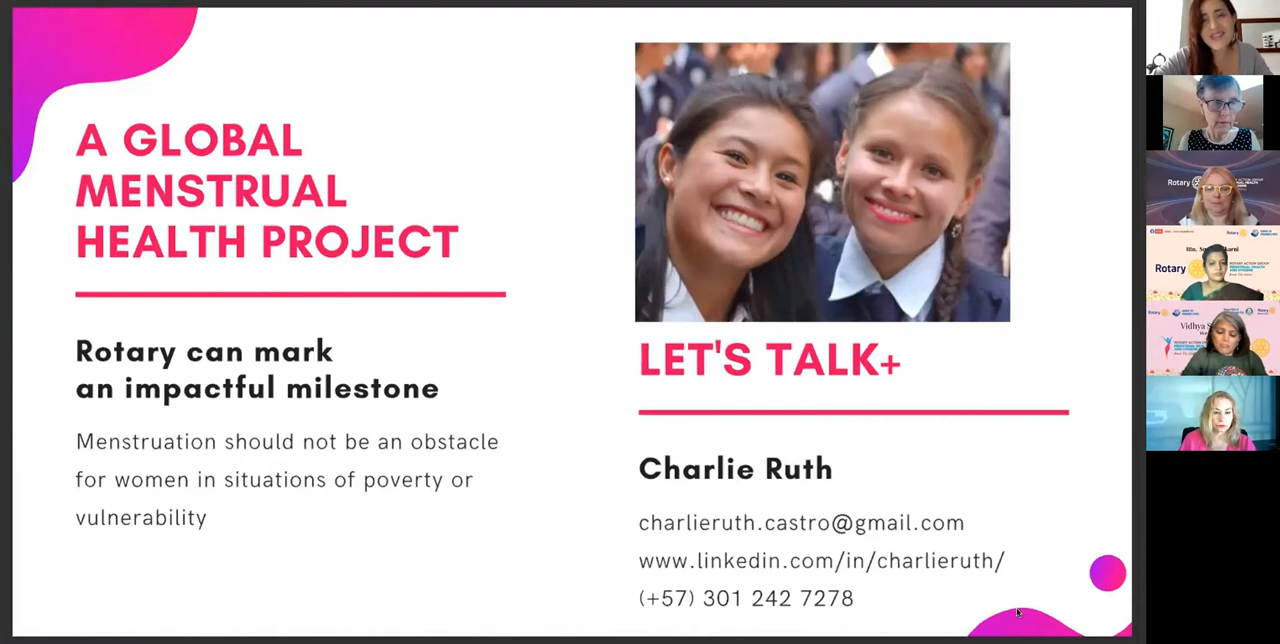 A GLOBAL
MENSTRUAL
HEALTH PROJECT
Rotary can mark
an impactful milestone
Menstruation should not be an obstacle
for women in situations of poverty or
vulnerability
LET'S TALK+
Charlie Ruth
charlieruth.castro@gmail.com
www.linkedin.com/in/charlieruth/
(+57) 301 242 7278
Rotary
Rotary
Vidhya